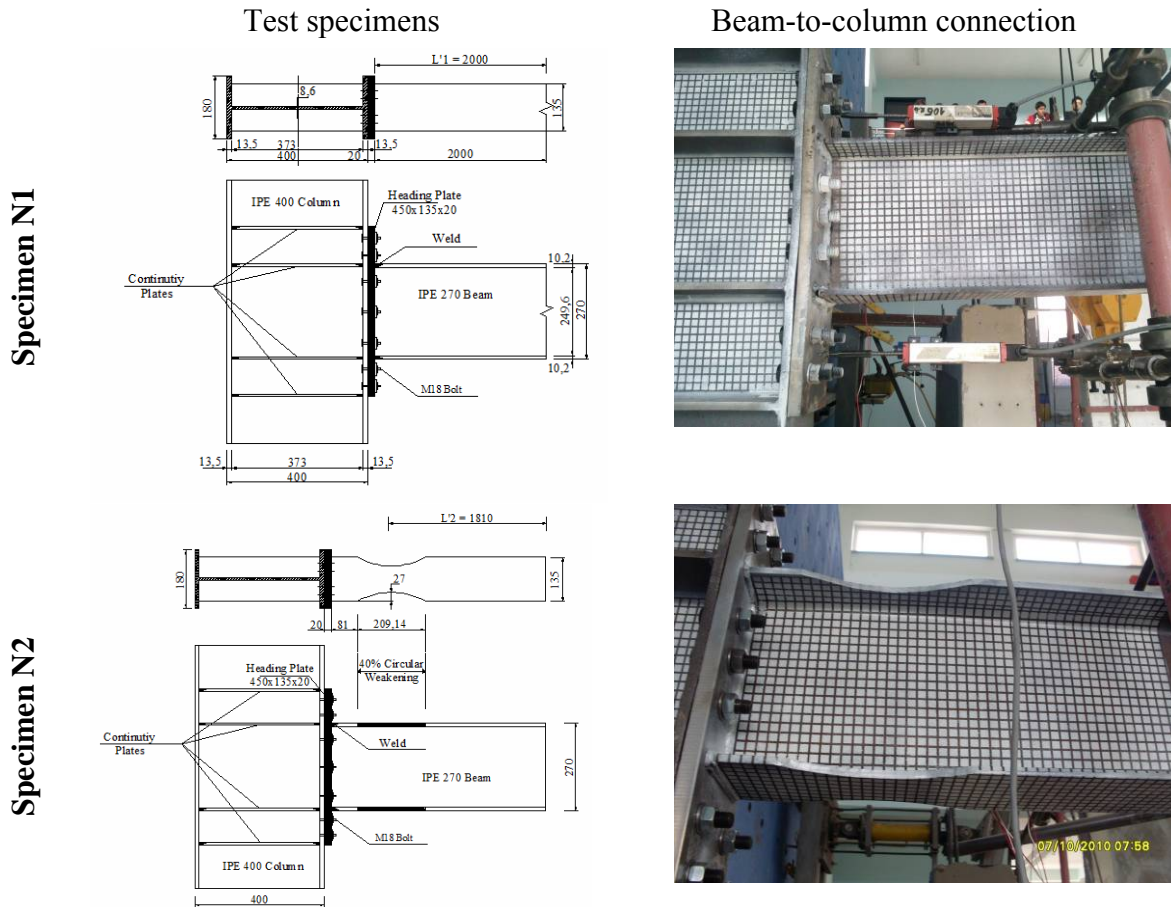 Test specimens
Beam-to-column connection
Specimen N1
L'1 = 2000
180
8,6
135
13,5
373
13,5
400
20
2000
IPE 400 Column
Heading Plate
450x135x20
Weld
Continutiy
Plates
IPE 270 Beam
10,2
249,6
270
10,2
M18 Bolt
13,5
373
13,5
400
Specimen N2
L'2 = 1810
180
27
135
20
81
209,14
40% Circular
Weakening
Heading Plate
450x135x20
Continutiy
Plates
Weld
IPE 270 Beam
270
M18 Bolt
IPE 400 Column
400
07/10/2010 07:58